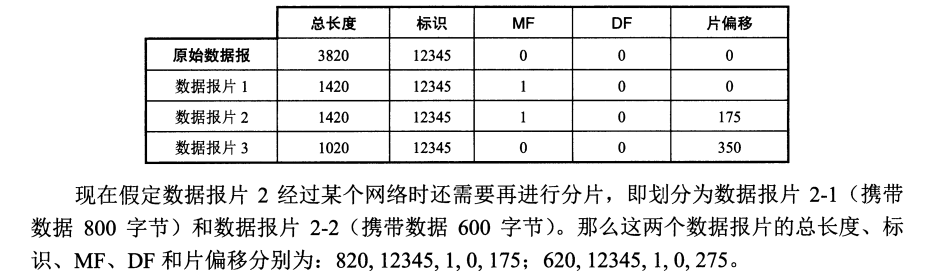 总长度 标识 MF DF 片偏移
原始数据报 3820 12345 0 0 0
数据报片 1 1420 12345 1 0 0
数据报片 2 1420 12345 1 0 175
数据报片 3 1020 12345 0 0 350
现在假定数据报片 2 经过某个网络时还需要再进行分片，即划分为数据报片 2-1（携带
数据 800 字节）和数据报片 2-2（携带数据 600 字节）。那么这两个数据报片的总长度、标
识、MF、DF 和片偏移分别为：820, 12345, 1, 0, 175；620, 12345, 1, 0, 275。